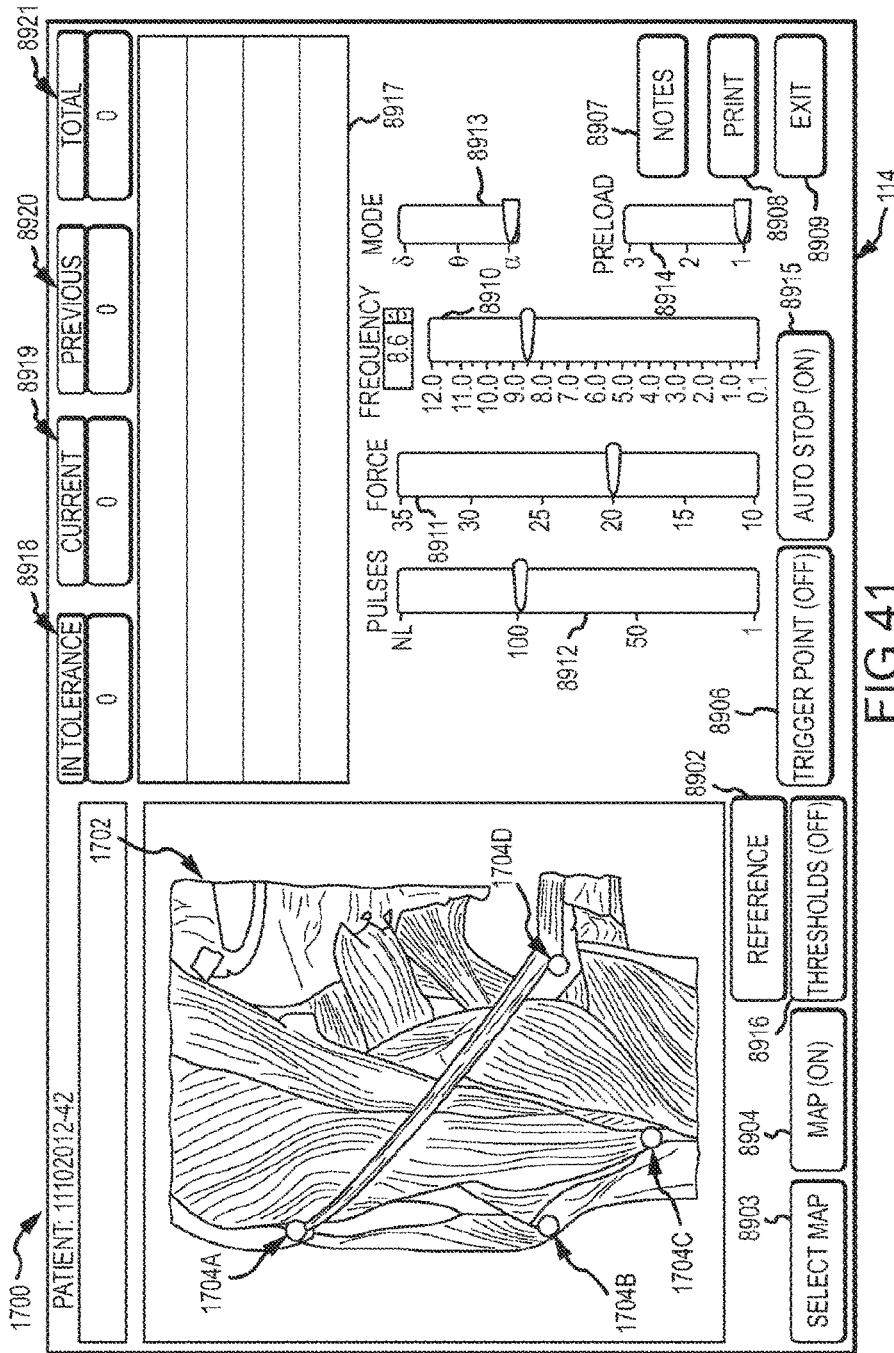 1700
PATIENT: 11102012-42
1702
1704A
1704B
1704C
1704D
8903
SELECT MAP
8904
MAP (ON)
8902
REFERENCE
8916
THRESHOLDS (OFF)
8918
IN TOLERANCE
0
8919
CURRENT
0
8920
PREVIOUS
0
8921
TOTAL
0
8917
PULSES
NL
100
50
1
8912
FORCE
35
30
25
20
15
10
8911
FREQUENCY
8.6
8910
12.0
11.0
10.0
9.0
8.0
7.0
6.0
5.0
4.0
3.0
2.0
1.0
0.1
MODE
δ
θ
α
8913
PRELOAD
3
2
1
8914
8906
TRIGGER POINT (OFF)
8915
AUTO STOP (ON)
8907
NOTES
8908
PRINT
8909
EXIT
114
FIG.41